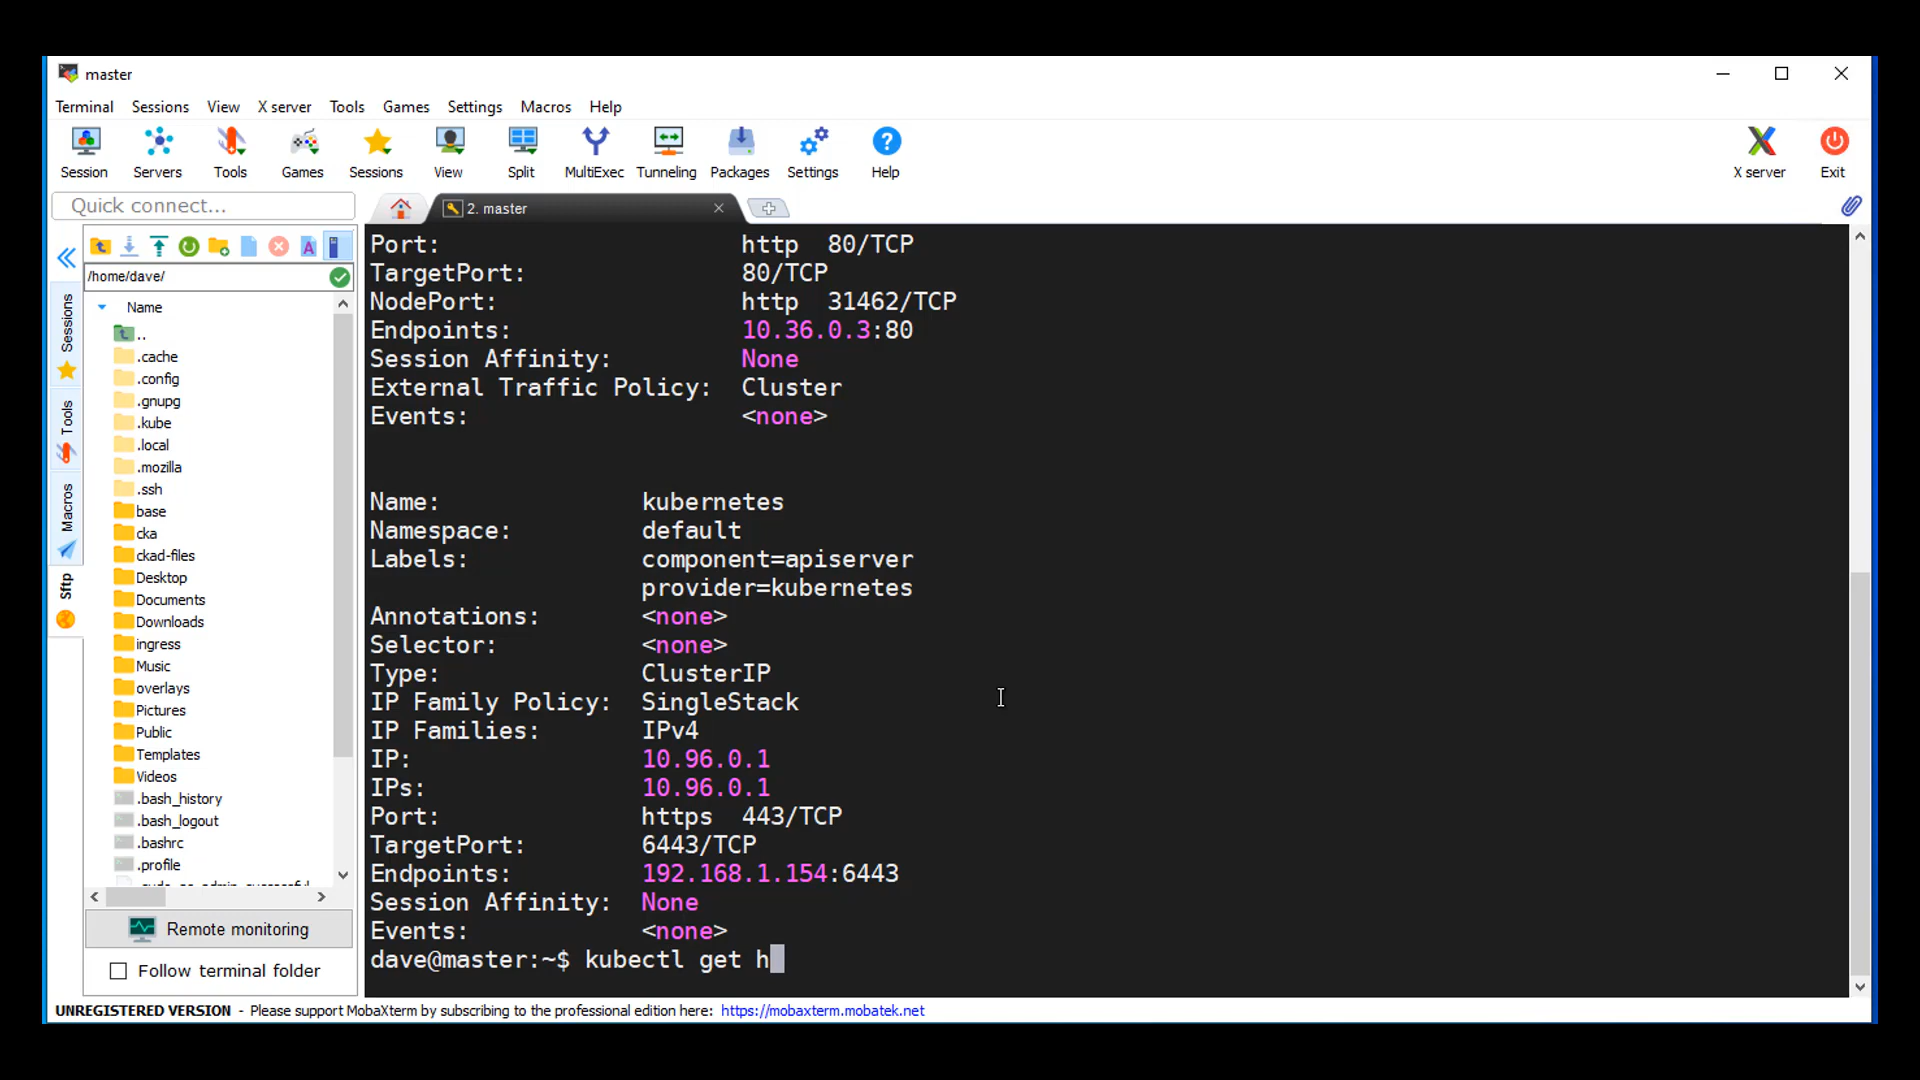 master
Terminal Sessions View X server Tools Games Settings Macros Help
Session Servers Tools Games Sessions View Split MultiExec Tunneling Packages Settings Help X server Exit
Quick connect...
2. master
/home/dave/
Name
..
.cache
.config
.gnupg
.kube
.local
.mozilla
.ssh
base
cka
ckad-files
Desktop
Documents
Downloads
ingress
Music
overlays
Pictures
Public
Templates
Videos
.bash_history
.bash_logout
.bashrc
.profile
Sessions
Tools
Macros
Sftp
Remote monitoring
Follow terminal folder
Port: http 80/TCP
TargetPort: 80/TCP
NodePort: http 31462/TCP
Endpoints: 10.36.0.3:80
Session Affinity: None
External Traffic Policy: Cluster
Events: <none>
Name: kubernetes
Namespace: default
Labels: component=apiserver
provider=kubernetes
Annotations: <none>
Selector: <none>
Type: ClusterIP
IP Family Policy: SingleStack
IP Families: IPv4
IP: 10.96.0.1
IPs: 10.96.0.1
Port: https 443/TCP
TargetPort: 6443/TCP
Endpoints: 192.168.1.154:6443
Session Affinity: None
Events: <none>
dave@master:~$ kubectl get h
UNREGISTERED VERSION - Please support MobaXterm by subscribing to the professional edition here: https://mobaxterm.mobatek.net